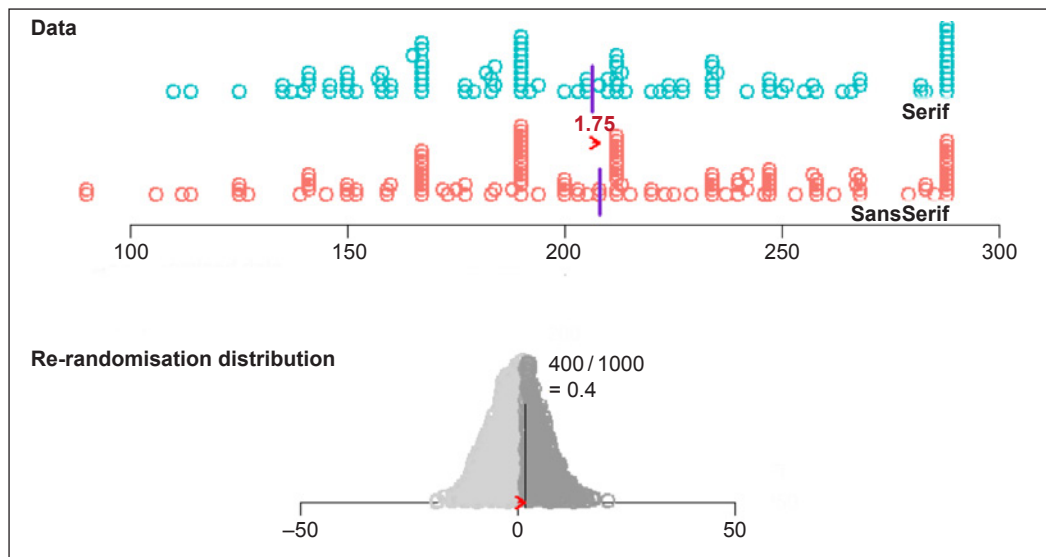 Data
Serif
1.75
SansSerif
100 150 200 250 300
Re-randomisation distribution
400 / 1000
= 0.4
–50 0 50